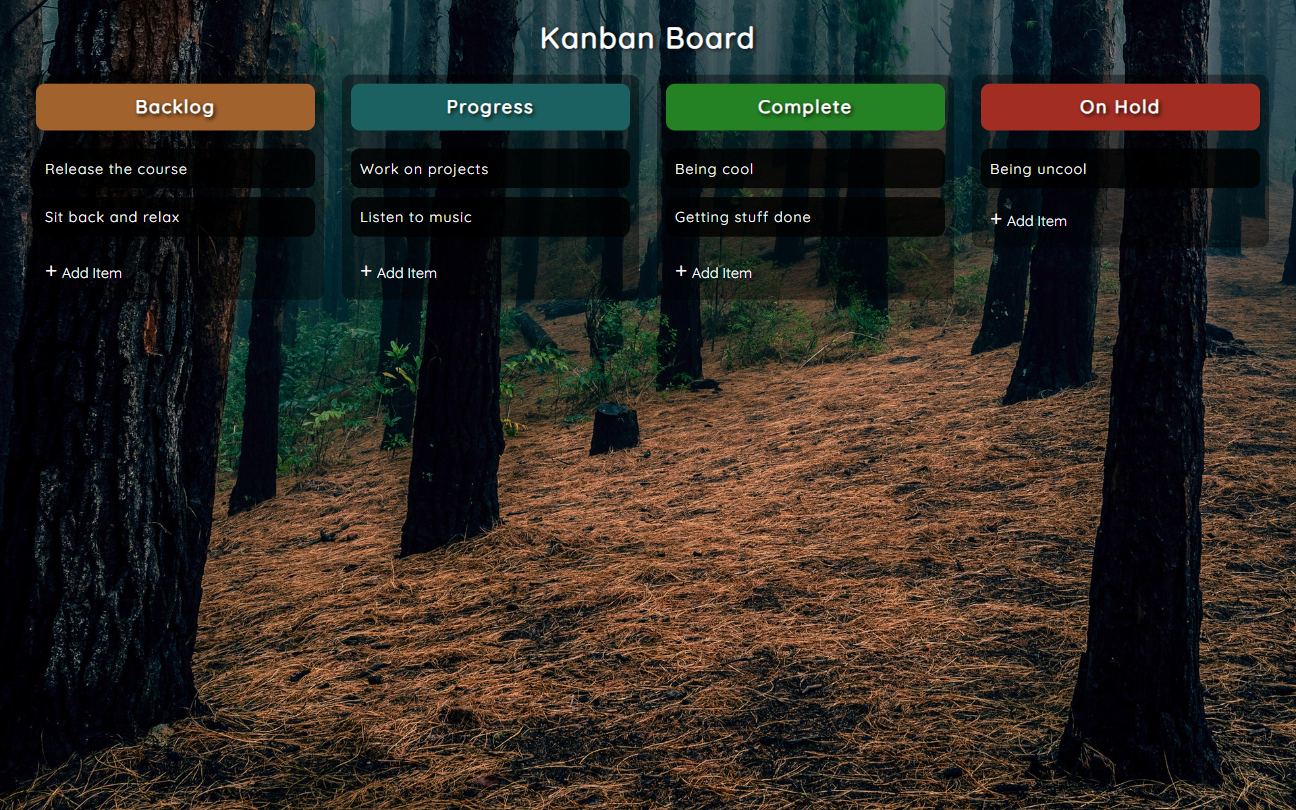 Kanban Board
Backlog
Release the course
Sit back and relax
+ Add Item
Progress
Work on projects
Listen to music
+ Add Item
Complete
Being cool
Getting stuff done
+ Add Item
On Hold
Being uncool
+ Add Item